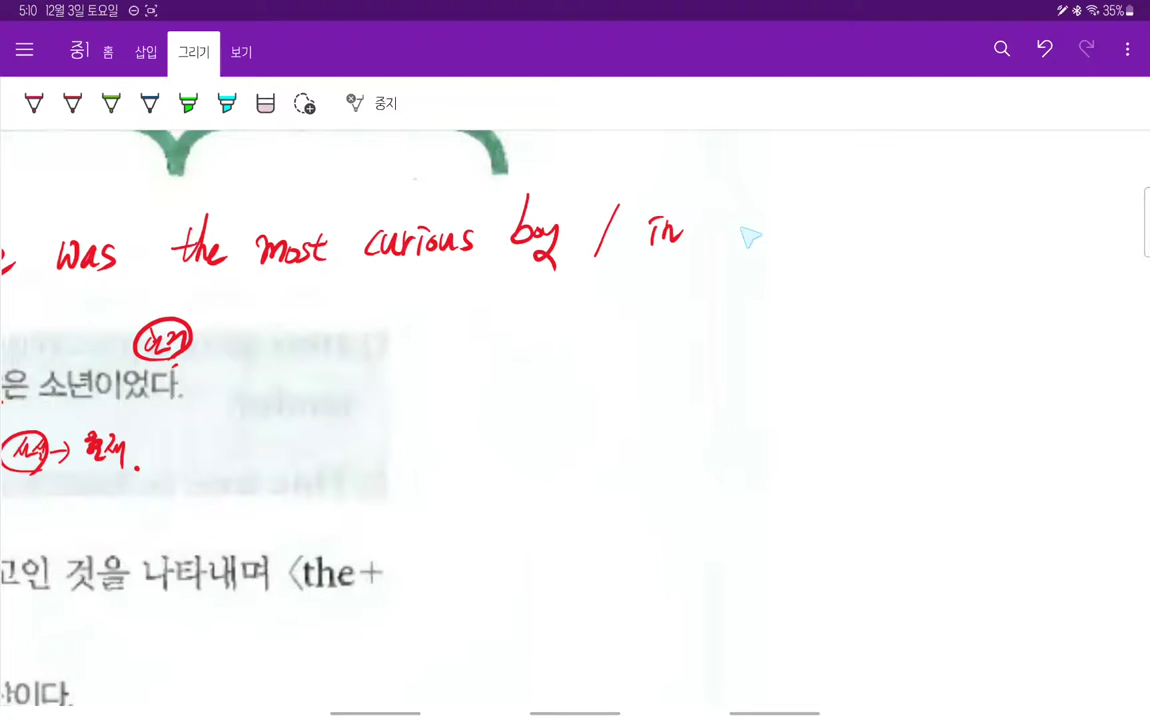 5:10 12월 3일 토요일 35%
중1 홈 삽입 그리기 보기
중지
was the most curious boy / in
은 소년이었다.
고인 것을 나타내며 〈the+
이다.